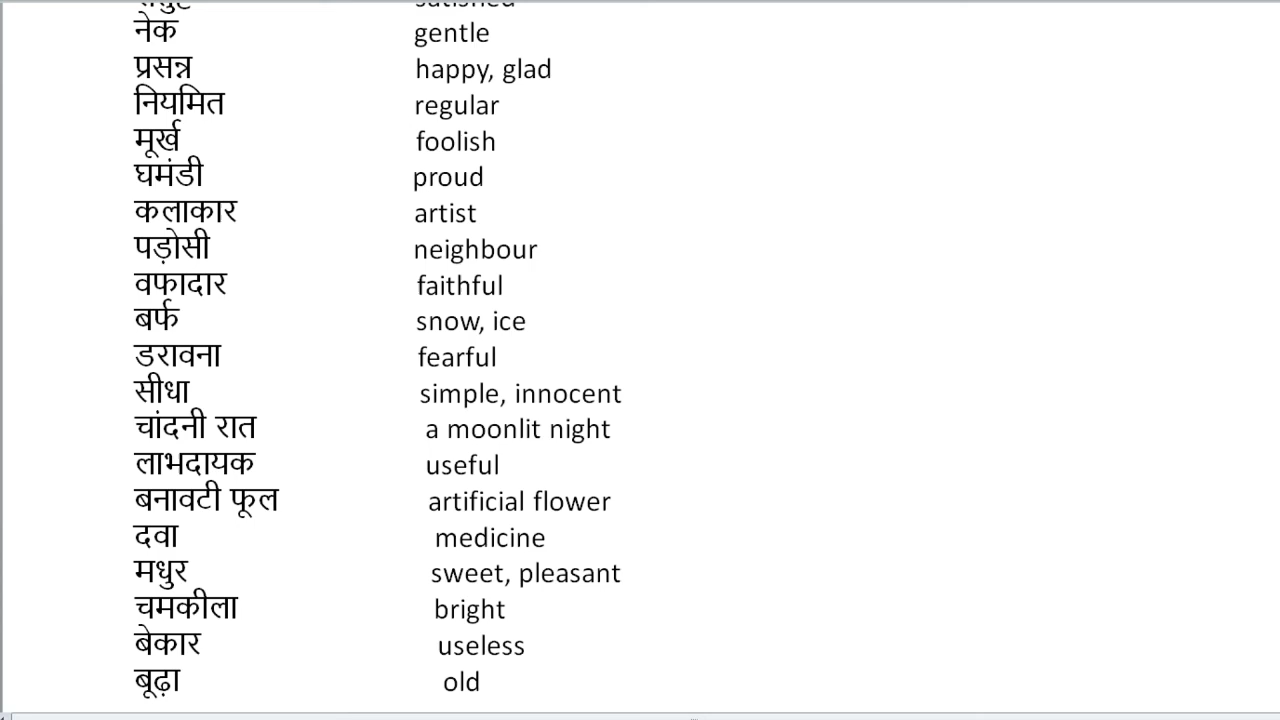 नेक gentle
प्रसन्न happy, glad
नियमित regular
मूर्ख foolish
घमंडी proud
कलाकार artist
पड़ोसी neighbour
वफादार faithful
बर्फ snow, ice
डरावना fearful
सीधा simple, innocent
चांदनी रात a moonlit night
लाभदायक useful
बनावटी फूल artificial flower
दवा medicine
मधुर sweet, pleasant
चमकीला bright
बेकार useless
बूढ़ा old